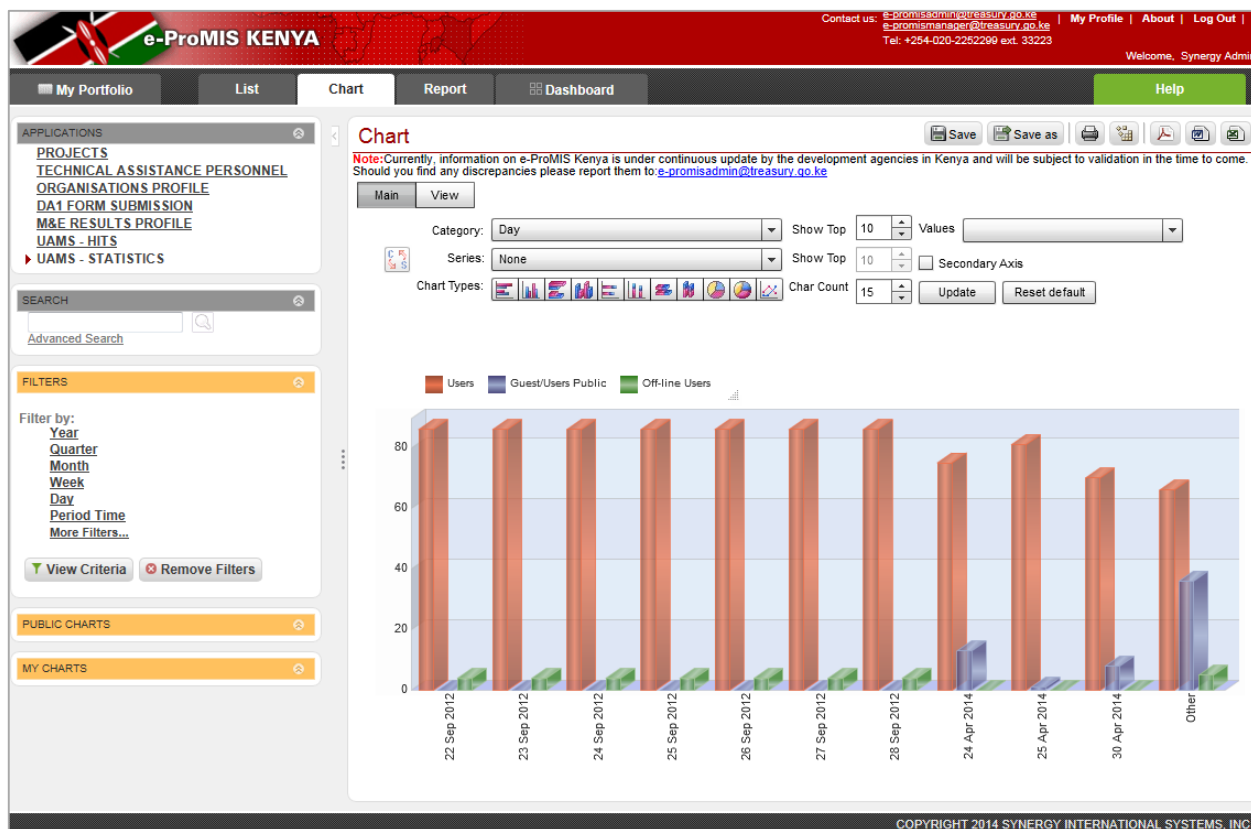 e-ProMIS KENYA
Contact us: e-promisadmin@treasury.go.ke | My Profile | About | Log Out |
e-promismanager@treasury.go.ke
Tel: +254-020-2252299 ext. 33223
Welcome, Synergy Admi
My Portfolio List Chart Report Dashboard Help
APPLICATIONS
PROJECTS
TECHNICAL ASSISTANCE PERSONNEL
ORGANISATIONS PROFILE
DA1 FORM SUBMISSION
M&E RESULTS PROFILE
UAMS - HITS
UAMS - STATISTICS
SEARCH
Advanced Search
FILTERS
Filter by:
Year
Quarter
Month
Week
Day
Period Time
More Filters...
View Criteria Remove Filters
PUBLIC CHARTS
MY CHARTS
Chart
Save Save as
Note:Currently, information on e-ProMIS Kenya is under continuous update by the development agencies in Kenya and will be subject to validation in the time to come.
Should you find any discrepancies please report them to:e-promisadmin@treasury.go.ke
Main View
Category: Day Show Top 10 Values
C S Series: None Show Top 10 Secondary Axis
Chart Types: Char Count 15 Update Reset default
Users Guest/Users Public Off-line Users
80
60
40
20
0
22 Sep 2012
23 Sep 2012
24 Sep 2012
25 Sep 2012
26 Sep 2012
27 Sep 2012
28 Sep 2012
24 Apr 2014
25 Apr 2014
30 Apr 2014
Other
COPYRIGHT 2014 SYNERGY INTERNATIONAL SYSTEMS, INC